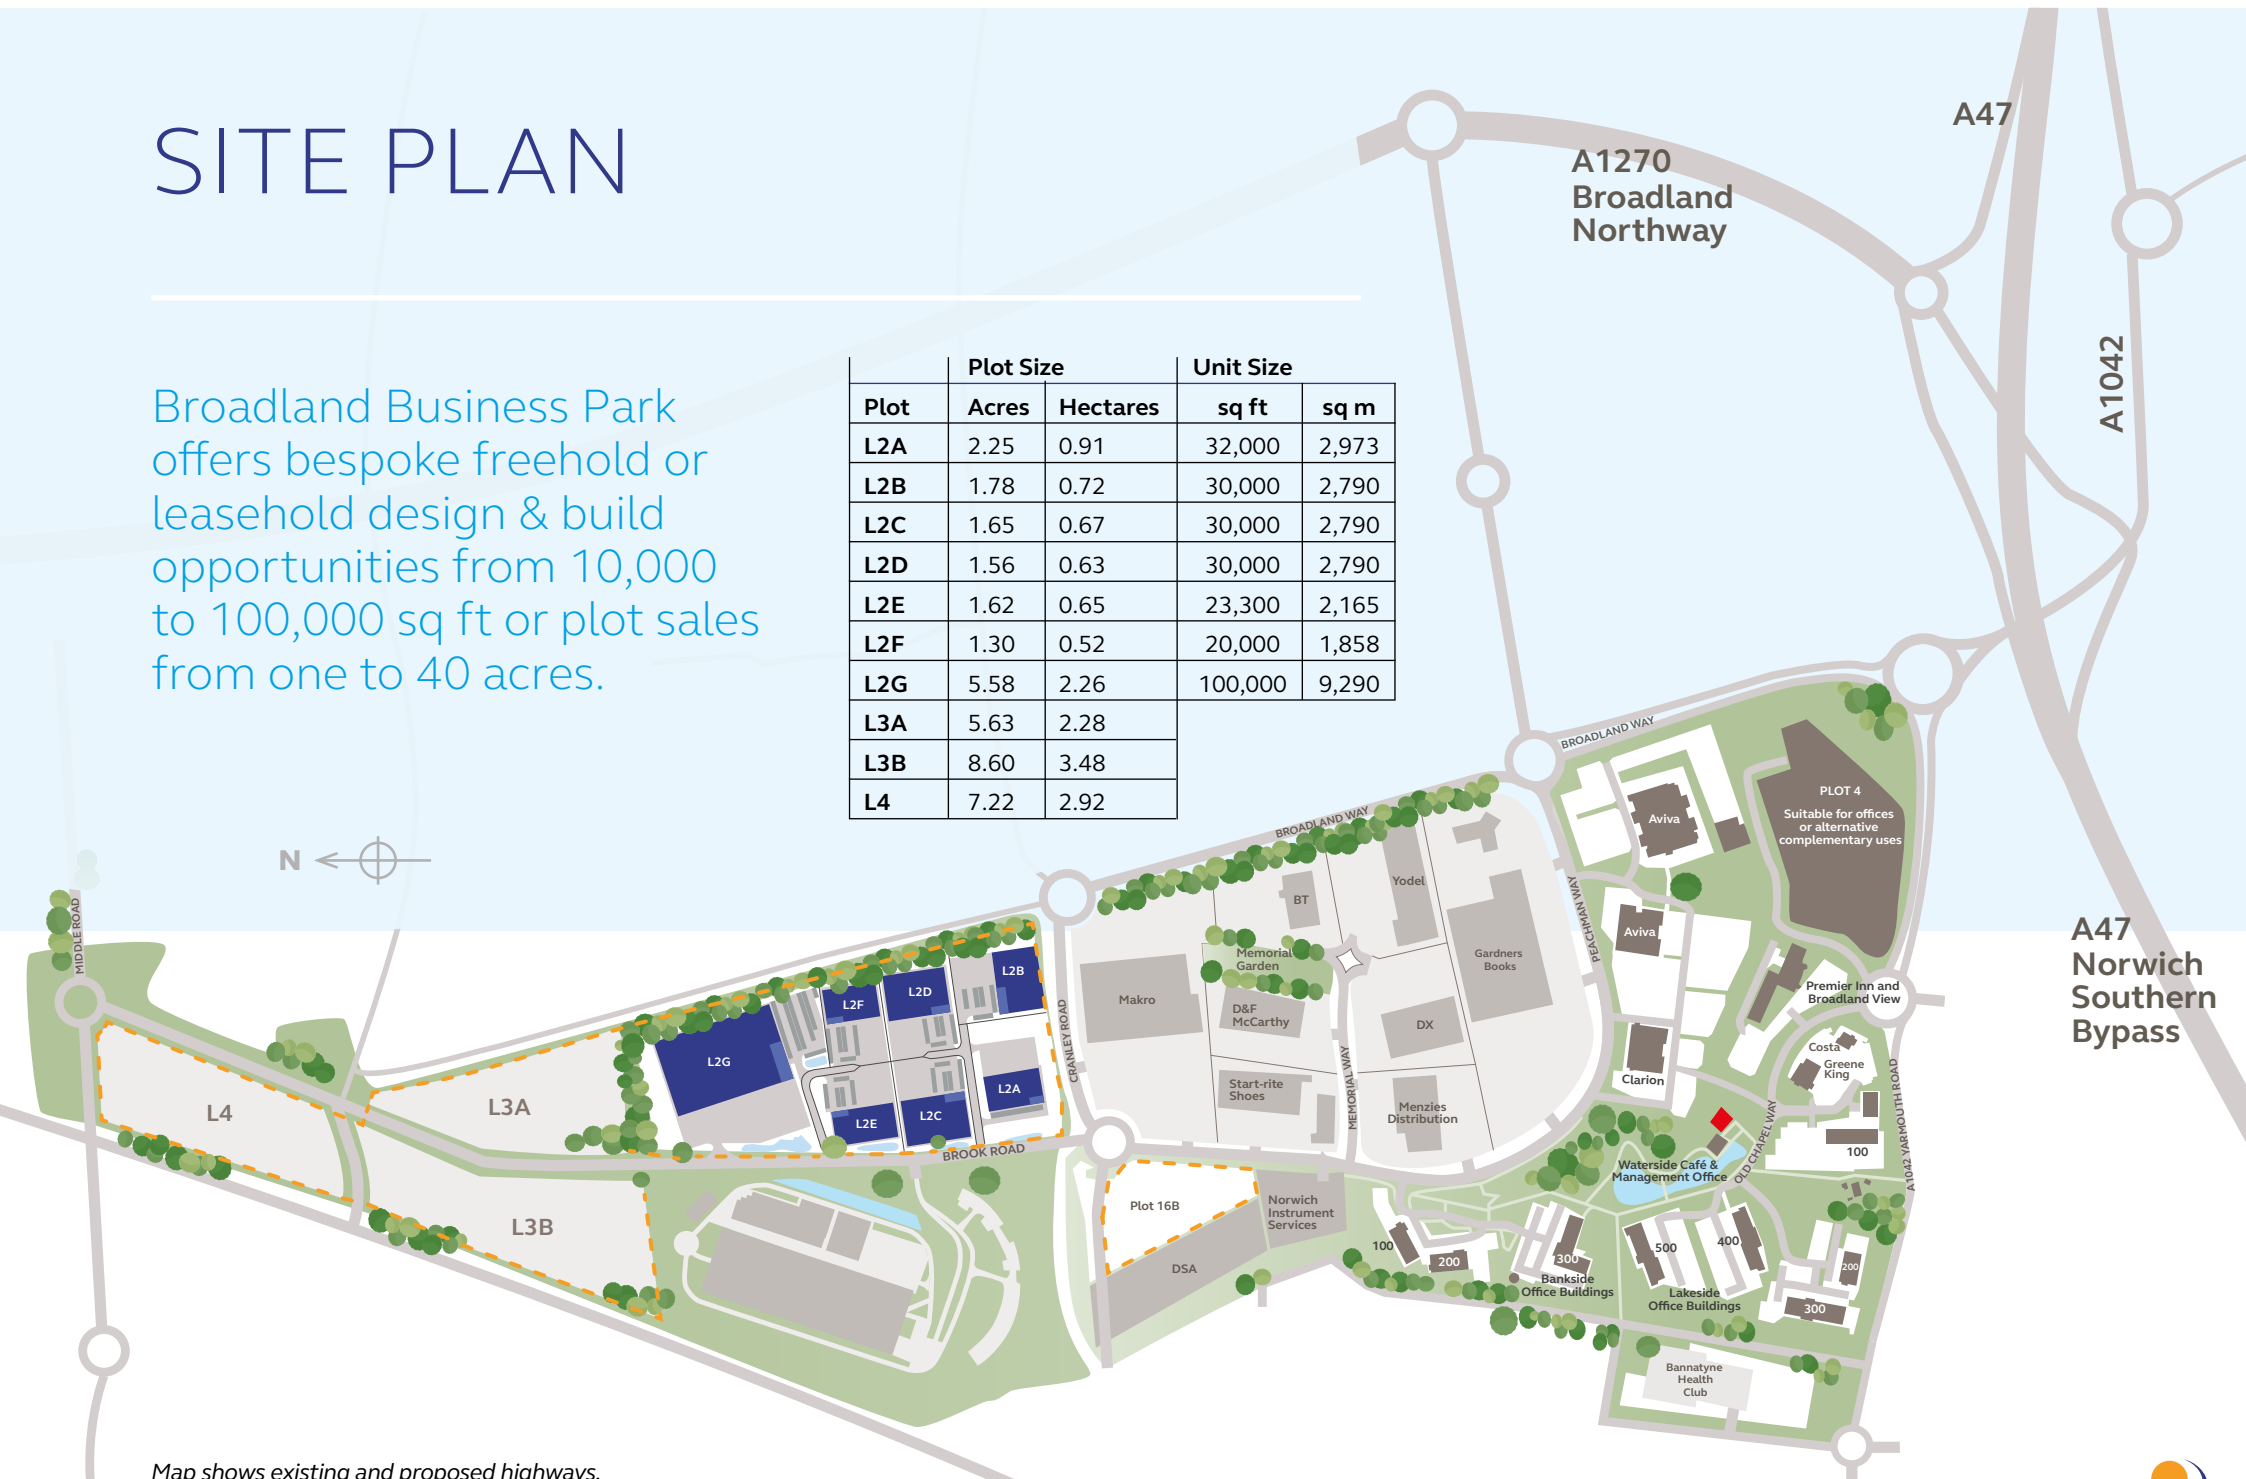 SITE PLAN
Broadland Business Park
offers bespoke freehold or
leasehold design & build
opportunities from 10,000
to 100,000 sq ft or plot sales
from one to 40 acres.
Plot Size Unit Size
Plot Acres Hectares sq ft sq m
L2A 2.25 0.91 32,000 2,973
L2B 1.78 0.72 30,000 2,790
L2C 1.65 0.67 30,000 2,790
L2D 1.56 0.63 30,000 2,790
L2E 1.62 0.65 23,300 2,165
L2F 1.30 0.52 20,000 1,858
L2G 5.58 2.26 100,000 9,290
L3A 5.63 2.28
L3B 8.60 3.48
L4 7.22 2.92
A47
A1270
Broadland
Northway
A1042
A47
Norwich
Southern
Bypass
N
MIDDLE ROAD
L4
L3A
L3B
L2G
L2F
L2D
L2B
L2E
L2C
L2A
BROOK ROAD
CRANLEY ROAD
BROADLAND WAY
BROADLAND WAY
Makro
BT
Yodel
Memorial
Garden
D&F
McCarthy
Gardners
Books
DX
Start-rite
Shoes
MEMORIAL WAY
Menzies
Distribution
PEACHMAN WAY
Plot 16B
Norwich
Instrument
Services
DSA
Aviva
Aviva
PLOT 4
Suitable for offices
or alternative
complementary uses
Premier Inn and
Broadland View
Costa
Greene
King
Clarion
100
OLD CHAPEL WAY
A1042 YARMOUTH ROAD
Waterside Café &
Management Office
100
200
300
Bankside
Office Buildings
500
400
Lakeside
Office Buildings
200
300
Bannatyne
Health
Club
Map shows existing and proposed highways.